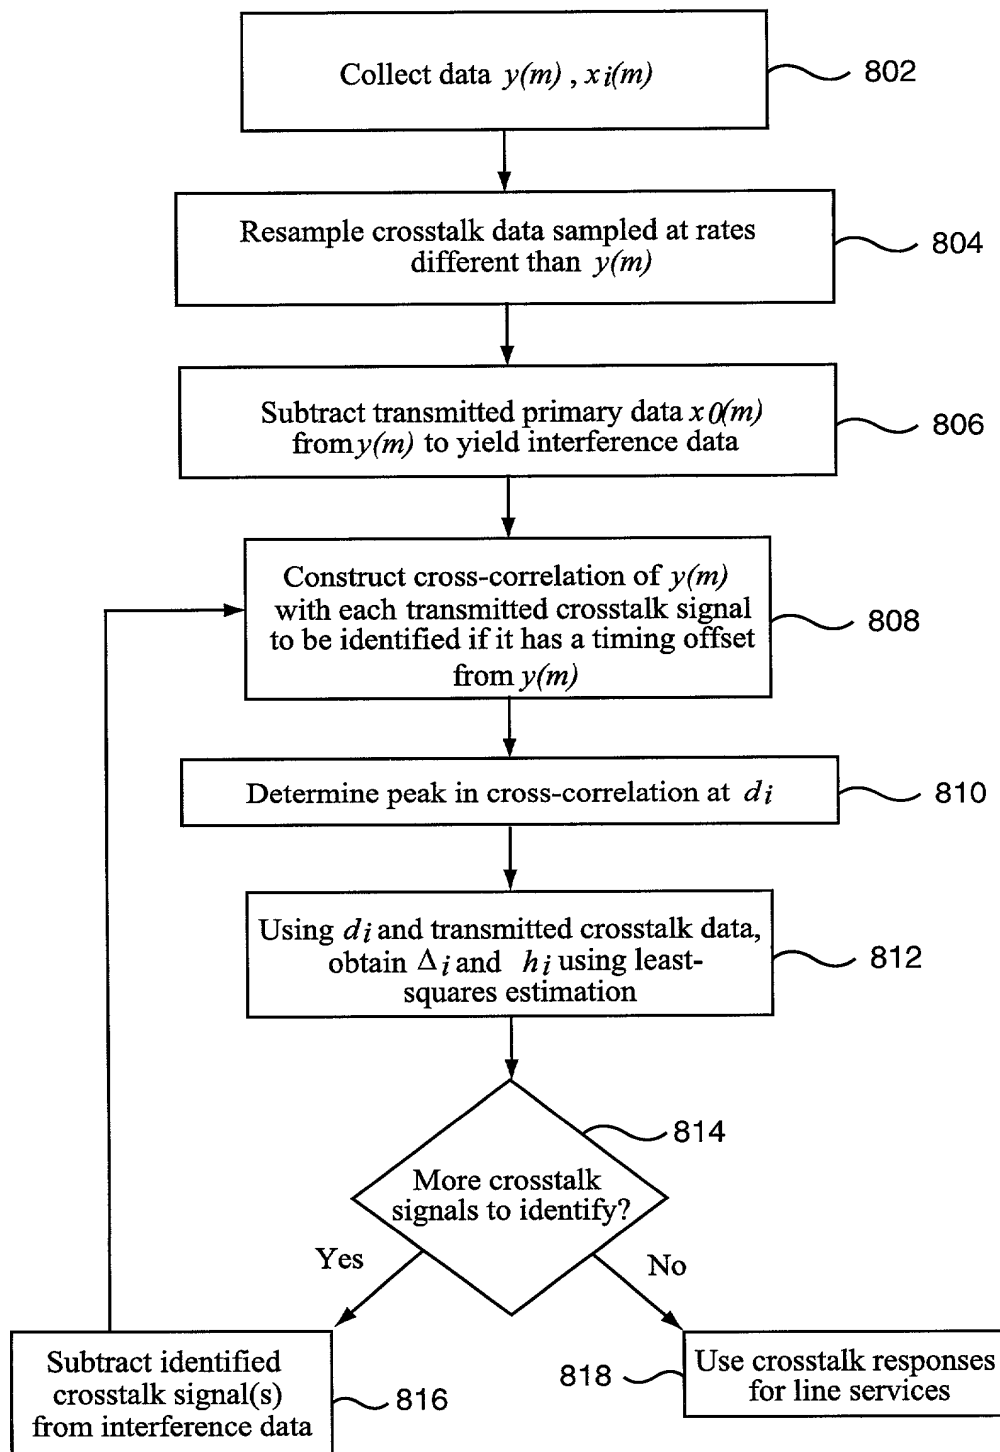 Collect data y(m) , xi(m)
802
Resample crosstalk data sampled at rates
different than y(m)
804
Subtract transmitted primary data x0(m)
from y(m) to yield interference data
806
Construct cross-correlation of y(m)
with each transmitted crosstalk signal
to be identified if it has a timing offset
from y(m)
808
Determine peak in cross-correlation at di
810
Using di and transmitted crosstalk data,
obtain Δi and hi using least-
squares estimation
812
814
More crosstalk
signals to identify?
Yes
No
Subtract identified
crosstalk signal(s)
from interference data
816
818
Use crosstalk responses
for line services